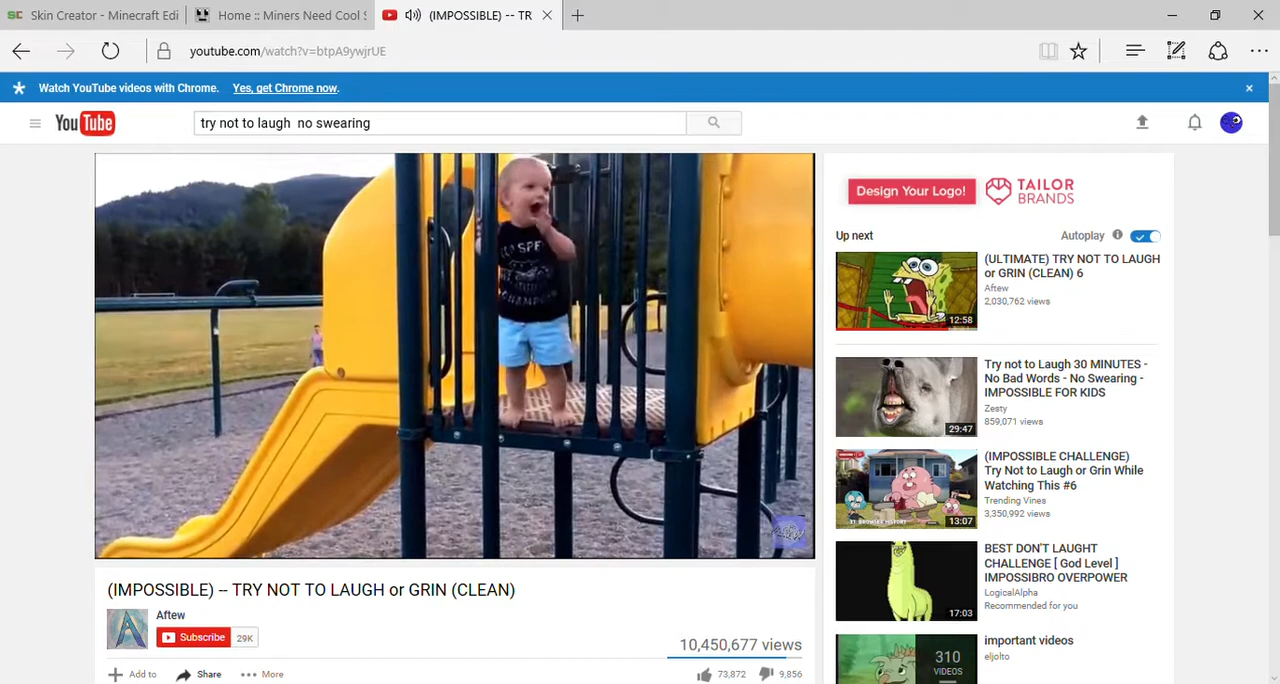 SC Skin Creator - Minecraft Edi
Home :: Miners Need Cool S
(IMPOSSIBLE) -- TR
youtube.com/watch?v=btpA9ywjrUE
Watch YouTube videos with Chrome. Yes, get Chrome now.
YouTube
try not to laugh  no swearing
Design Your Logo!
TAILOR
BRANDS
Up next
Autoplay
(ULTIMATE) TRY NOT TO LAUGH
or GRIN (CLEAN) 6
Aftew
2,030,762 views
12:58
Try not to Laugh 30 MINUTES -
No Bad Words - No Swearing -
IMPOSSIBLE FOR KIDS
Zesty
859,071 views
29:47
(IMPOSSIBLE CHALLENGE)
Try Not to Laugh or Grin While
Watching This #6
Trending Vines
3,350,992 views
13:07
BEST DON'T LAUGHT
CHALLENGE [ God Level ]
IMPOSSIBRO OVERPOWER
LogicalAlpha
Recommended for you
17:03
important videos
eljolto
310
VIDEOS
(IMPOSSIBLE) -- TRY NOT TO LAUGH or GRIN (CLEAN)
Aftew
Subscribe 29K
10,450,677 views
Add to
Share
More
73,872
9,856